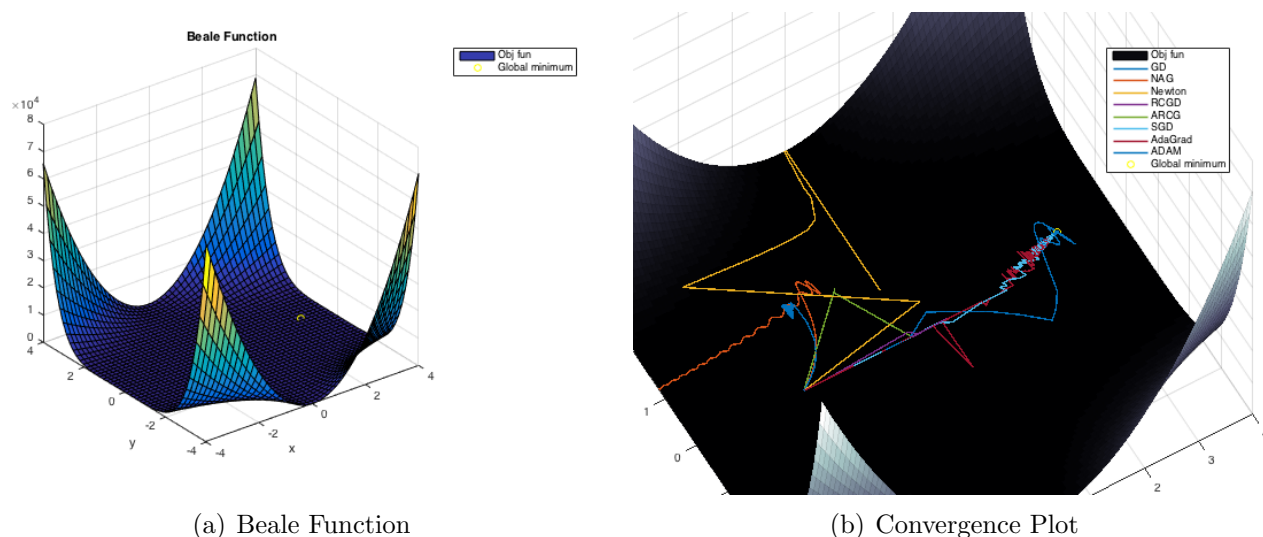 Beale Function
Obj fun
Global minimum
×10⁴
8
7
6
5
4
3
2
1
0
4
2
0
-2
-4
y
-4
-2
0
2
4
x
Obj fun
GD
NAG
Newton
RCGD
ARCG
SGD
AdaGrad
ADAM
Global minimum
1
0
2
3
(a) Beale Function
(b) Convergence Plot